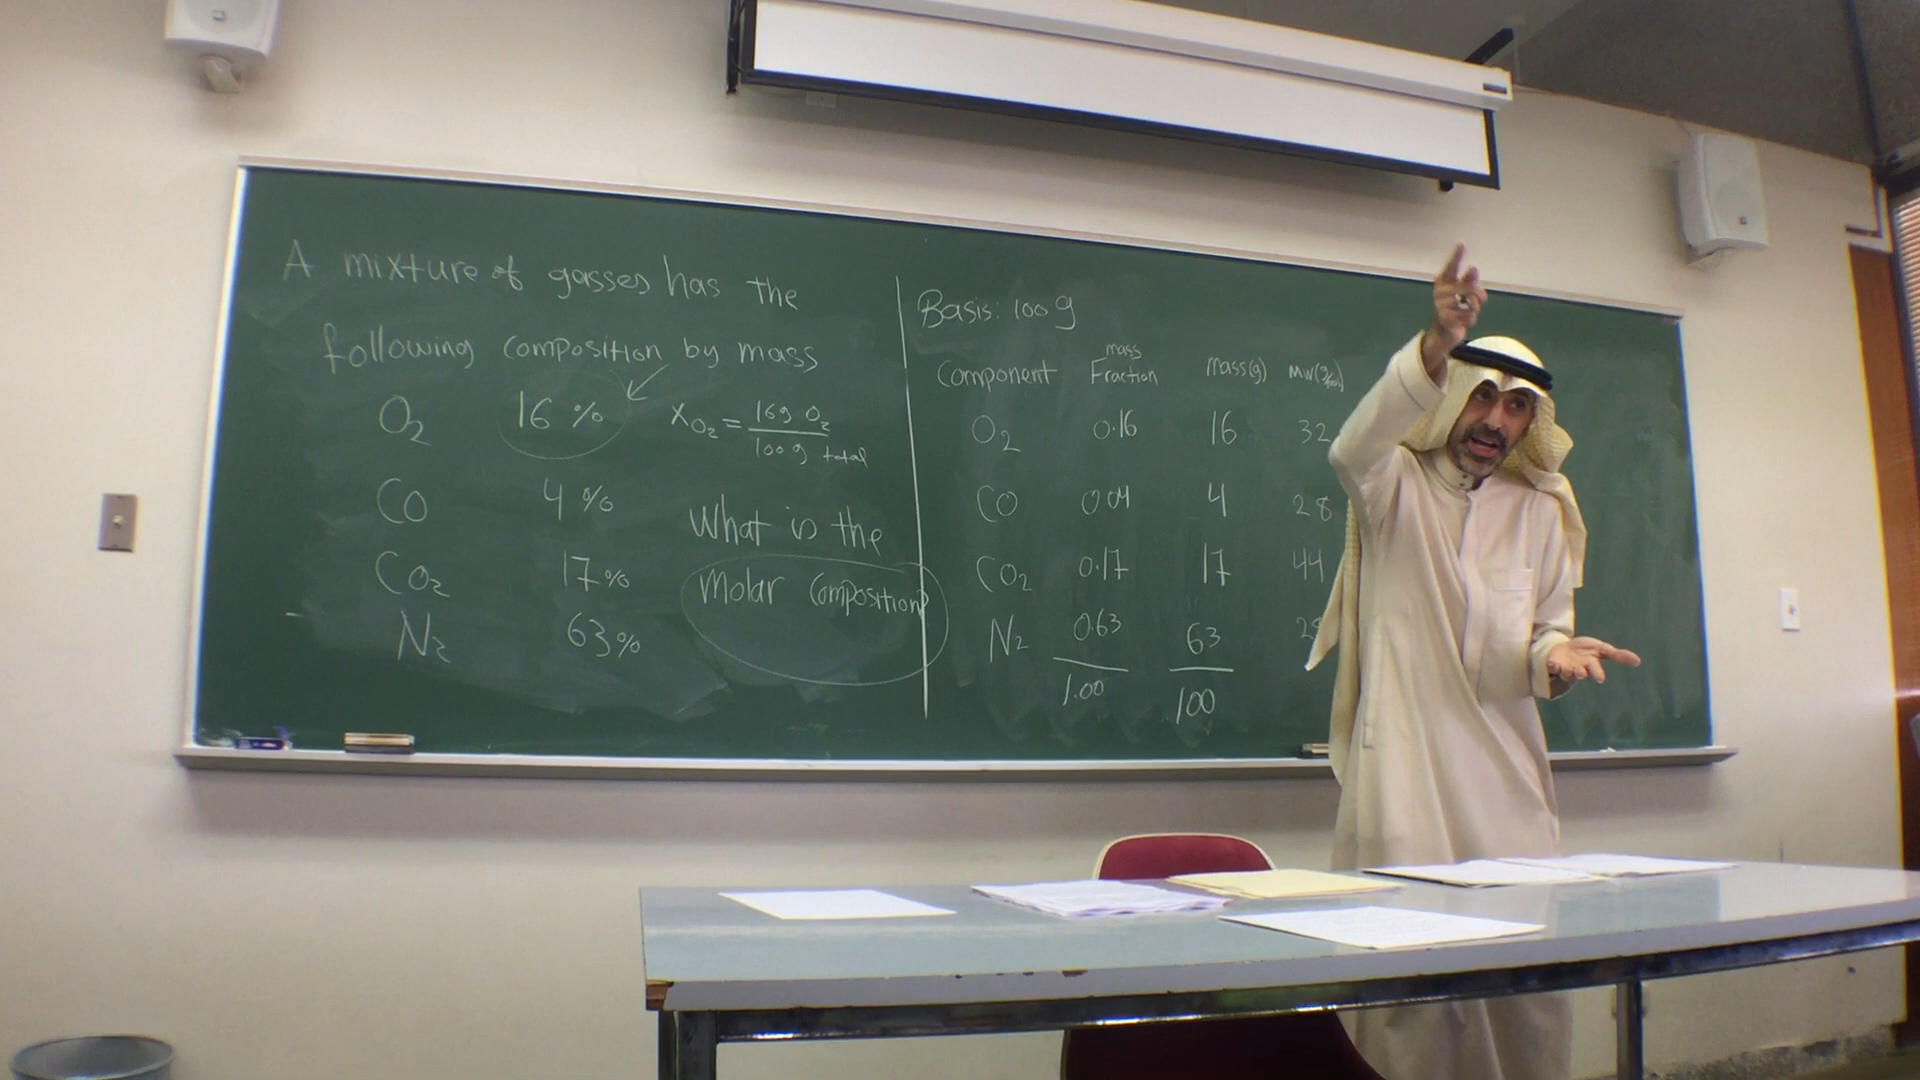 A mixture of gasses has the
following composition by mass
O₂ 16 % X_O₂ = 16g O₂ / 100 g total
CO 4 %
What is the
CO₂ 17 %
molar composition?
N₂ 63 %
Basis: 100 g
Component mass Fraction mass(g) MW(g/mol)
O₂ 0.16 16 32
CO 0.04 4 28
CO₂ 0.17 17 44
N₂ 0.63 63
1.00 100